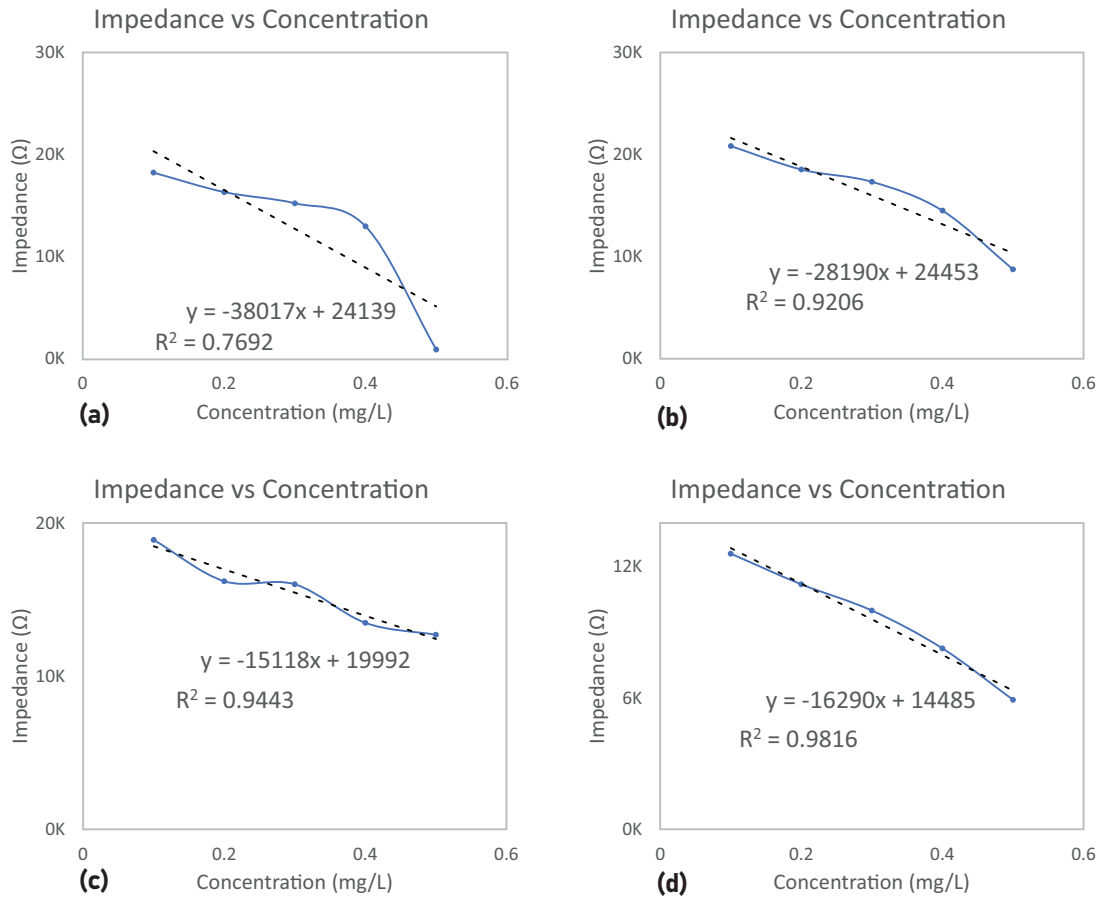 Impedance vs Concentration
30K
20K
10K
0K
Impedance (Ω)
y = -38017x + 24139
R² = 0.7692
0 0.2 0.4 0.6
Concentration (mg/L)
(a)
Impedance vs Concentration
30K
20K
10K
0K
Impedance (Ω)
y = -28190x + 24453
R² = 0.9206
0 0.2 0.4 0.6
Concentration (mg/L)
(b)
Impedance vs Concentration
20K
10K
0K
Impedance (Ω)
y = -15118x + 19992
R² = 0.9443
0 0.2 0.4 0.6
Concentration (mg/L)
(c)
Impedance vs Concentration
12K
6K
0K
Impedance (Ω)
y = -16290x + 14485
R² = 0.9816
0 0.2 0.4 0.6
Concentration (mg/L)
(d)